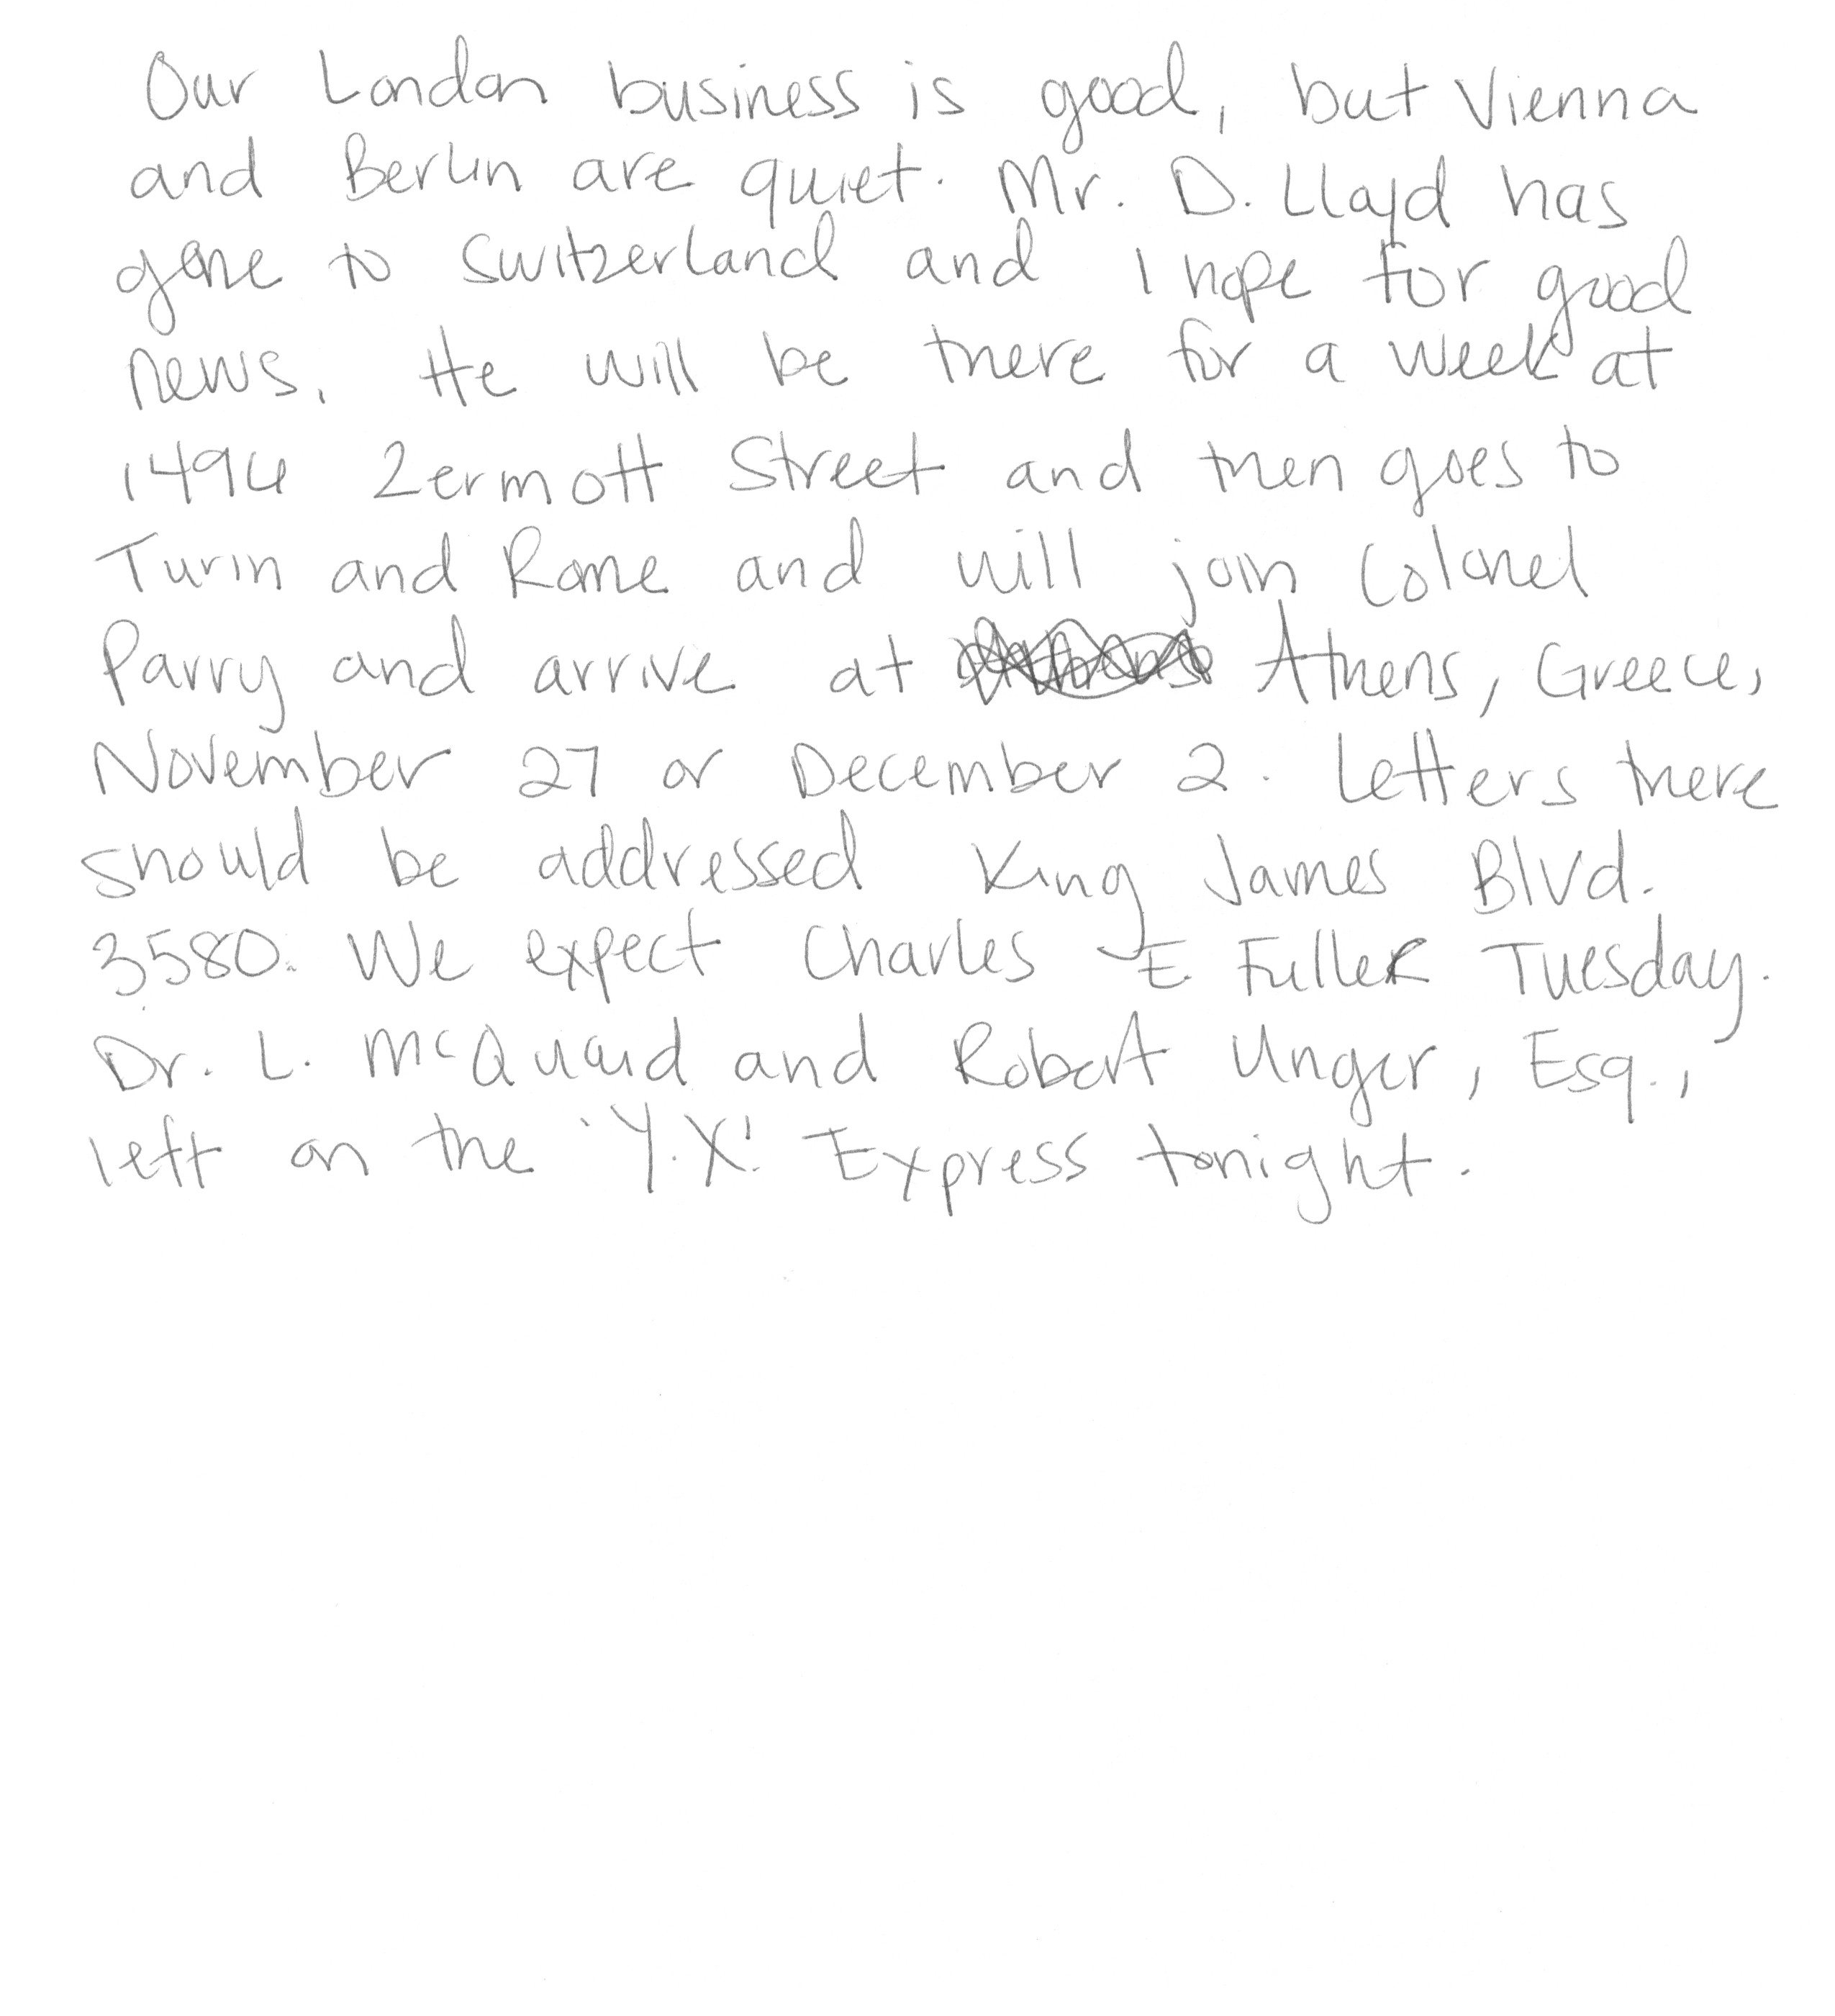 Our London business is good, but Vienna
and Berlin are quiet. Mr. D. Lloyd has
gone to Switzerland and I hope for good
news. He will be there for a week at
1496 Zermott Street and then goes to
Turin and Rome and will join Colonel
Parry and arrive at Athens, Greece,
November 27 or December 2. Letters there
should be addressed King James Blvd.
3580. We expect Charles E. Fuller Tuesday.
Dr. L. McQuaid and Robert Unger, Esq.,
left on the 'Y.X.' Express tonight.